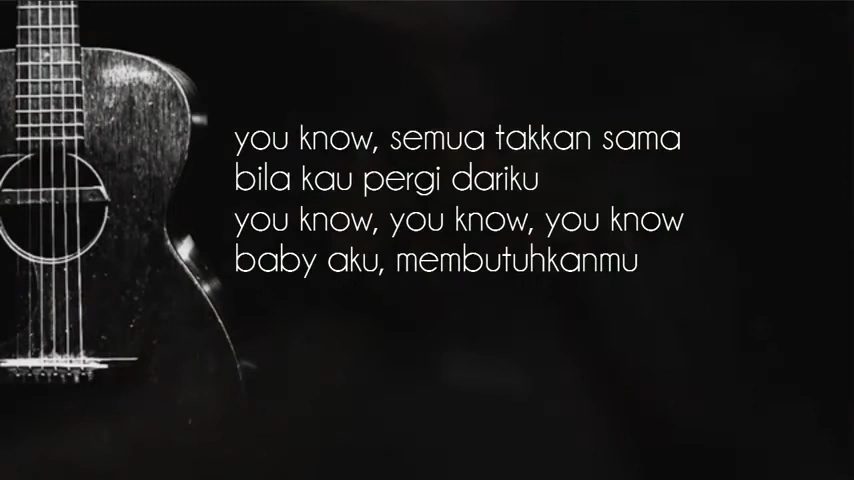 you know, semua takkan sama
bila kau pergi dariku
you know, you know, you know
baby aku, membutuhkanmu